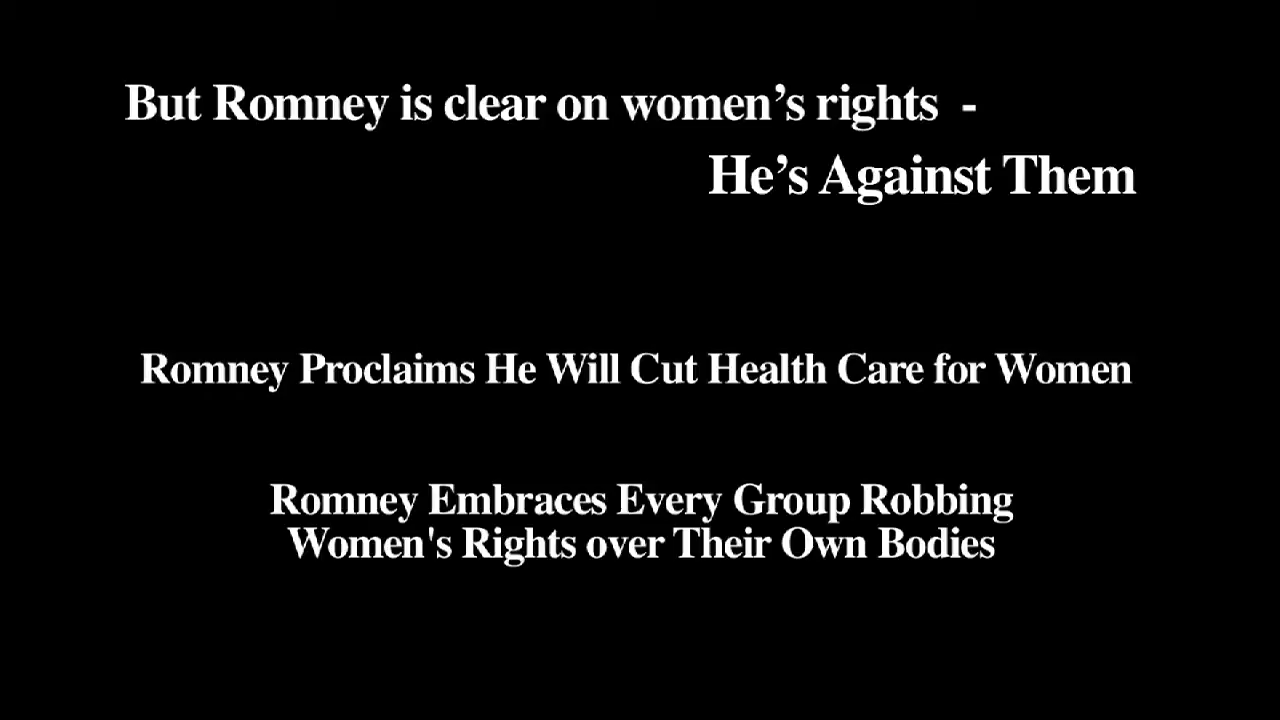 But Romney is clear on women’s rights -
He’s Against Them
Romney Proclaims He Will Cut Health Care for Women
Romney Embraces Every Group Robbing
Women's Rights over Their Own Bodies